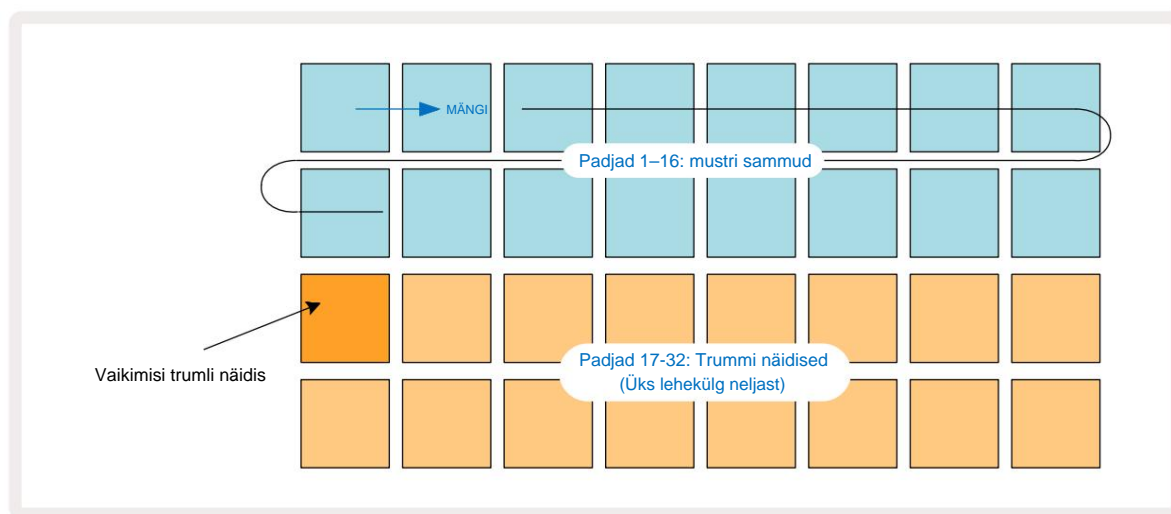 MÄNGI
Padjad 1–16: mustri sammud
Vaikimisi trumli näidis
Padjad 17-32: Trummi näidised
(Üks lehekülg neljast)